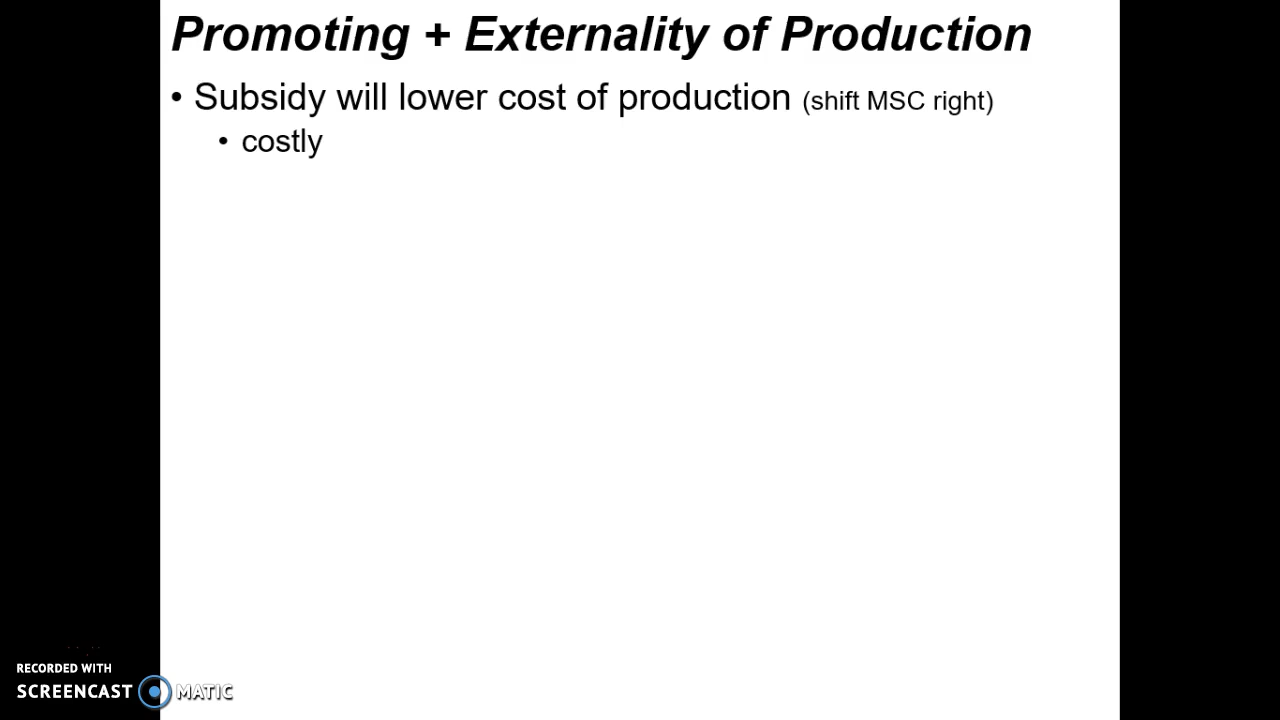 Promoting + Externality of Production
• Subsidy will lower cost of production (shift MSC right)
• costly
RECORDED WITH
SCREENCAST MATIC